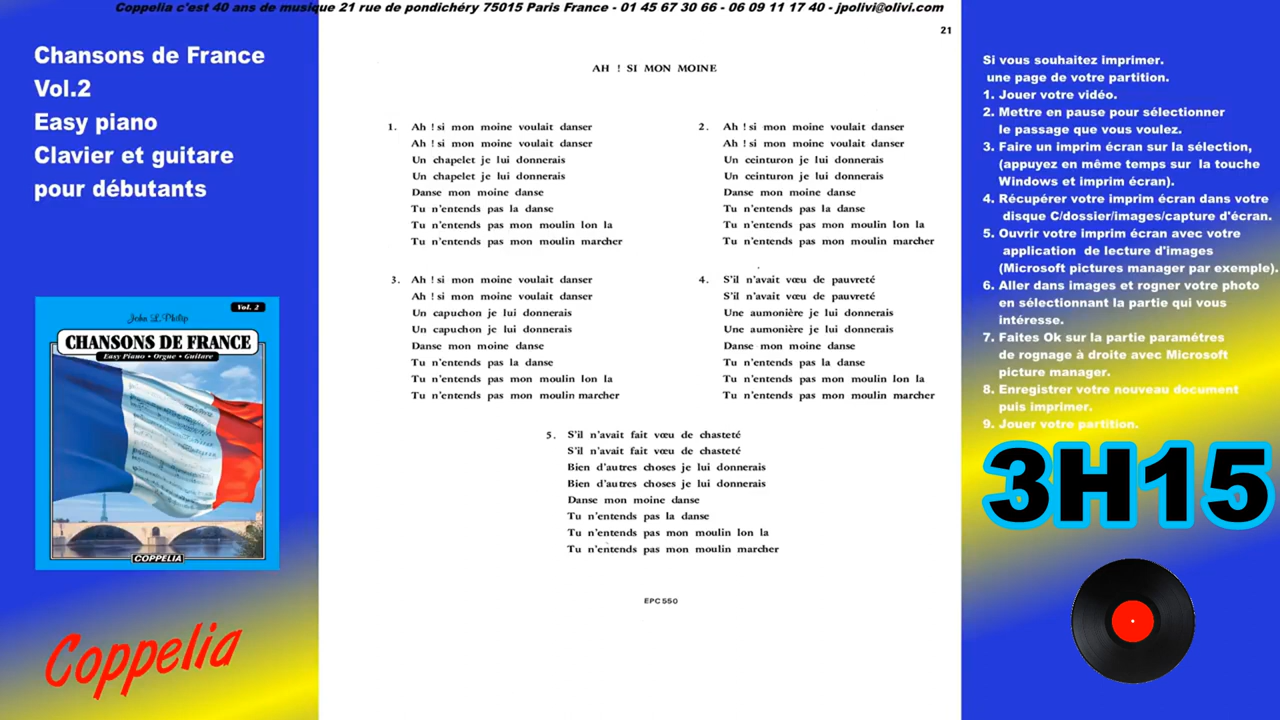 Coppelia c'est 40 ans de musique 21 rue de pondichéry 75015 Paris France - 01 45 67 30 66 - 06 09 11 17 40 - jpolivi@olivi.com
Chansons de France
Vol.2
Easy piano
Clavier et guitare
pour débutants
Vol. 2
John L. Philip
CHANSONS DE FRANCE
Easy Piano • Orgue • Guitare
COPPELIA
Coppelia
21
AH ! SI MON MOINE
1. Ah ! si mon moine voulait danser
Ah ! si mon moine voulait danser
Un chapelet je lui donnerais
Un chapelet je lui donnerais
Danse mon moine danse
Tu n'entends pas la danse
Tu n'entends pas mon moulin lon la
Tu n'entends pas mon moulin marcher
2. Ah ! si mon moine voulait danser
Ah ! si mon moine voulait danser
Un ceinturon je lui donnerais
Un ceinturon je lui donnerais
Danse mon moine danse
Tu n'entends pas la danse
Tu n'entends pas mon moulin lon la
Tu n'entends pas mon moulin marcher
3. Ah ! si mon moine voulait danser
Ah ! si mon moine voulait danser
Un capuchon je lui donnerais
Un capuchon je lui donnerais
Danse mon moine danse
Tu n'entends pas la danse
Tu n'entends pas mon moulin lon la
Tu n'entends pas mon moulin marcher
4. S'il n'avait vœu de pauvreté
S'il n'avait vœu de pauvreté
Une aumonière je lui donnerais
Une aumonière je lui donnerais
Danse mon moine danse
Tu n'entends pas la danse
Tu n'entends pas mon moulin lon la
Tu n'entends pas mon moulin marcher
5. S'il n'avait fait vœu de chasteté
S'il n'avait fait vœu de chasteté
Bien d'autres choses je lui donnerais
Bien d'autres choses je lui donnerais
Danse mon moine danse
Tu n'entends pas la danse
Tu n'entends pas mon moulin lon la
Tu n'entends pas mon moulin marcher
EPC 550
Si vous souhaitez imprimer.
une page de votre partition.
1. Jouer votre vidéo.
2. Mettre en pause pour sélectionner
le passage que vous voulez.
3. Faire un imprim écran sur la sélection,
(appuyez en même temps sur la touche
Windows et imprim écran).
4. Récupérer votre imprim écran dans votre
disque C/dossier/images/capture d'écran.
5. Ouvrir votre imprim écran avec votre
application de lecture d'images
(Microsoft pictures manager par exemple).
6. Aller dans images et rogner votre photo
en sélectionnant la partie qui vous
intéresse.
7. Faites Ok sur la partie paramétres
de rognage à droite avec Microsoft
picture manager.
8. Enregistrer votre nouveau document
puis imprimer.
9. Jouer votre partition.
3H15